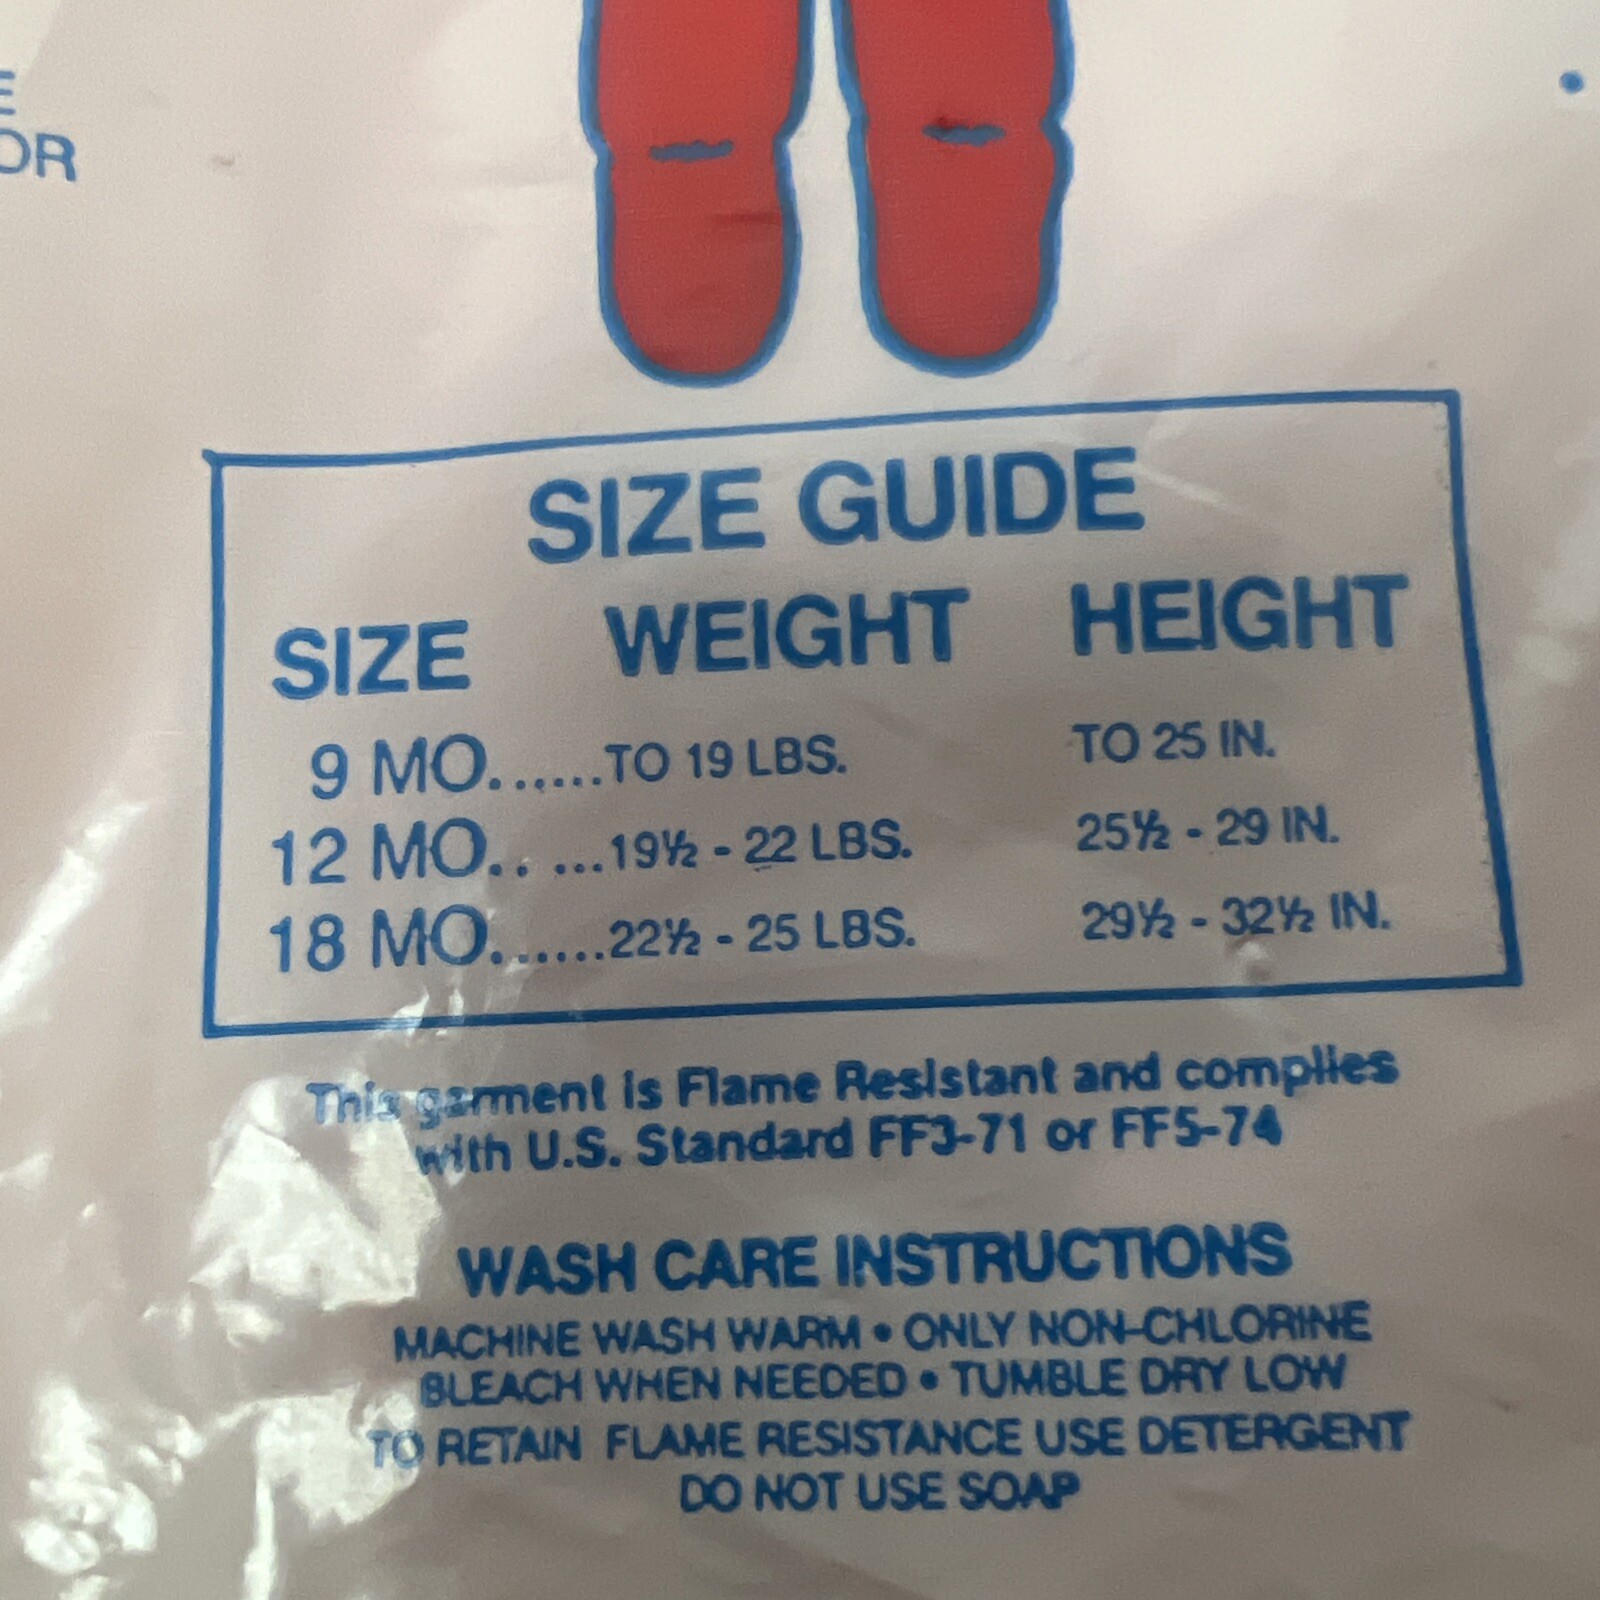 E
OR
•
SIZE GUIDE
SIZE WEIGHT HEIGHT
9 MO.......TO 19 LBS. TO 25 IN.
12 MO.. ...19½ - 22 LBS. 25½ - 29 IN.
18 MO.......22½ - 25 LBS. 29½ - 32½ IN.
This garment is Flame Resistant and complies
with U.S. Standard FF3-71 or FF5-74
WASH CARE INSTRUCTIONS
MACHINE WASH WARM • ONLY NON-CHLORINE
BLEACH WHEN NEEDED • TUMBLE DRY LOW
TO RETAIN FLAME RESISTANCE USE DETERGENT
DO NOT USE SOAP